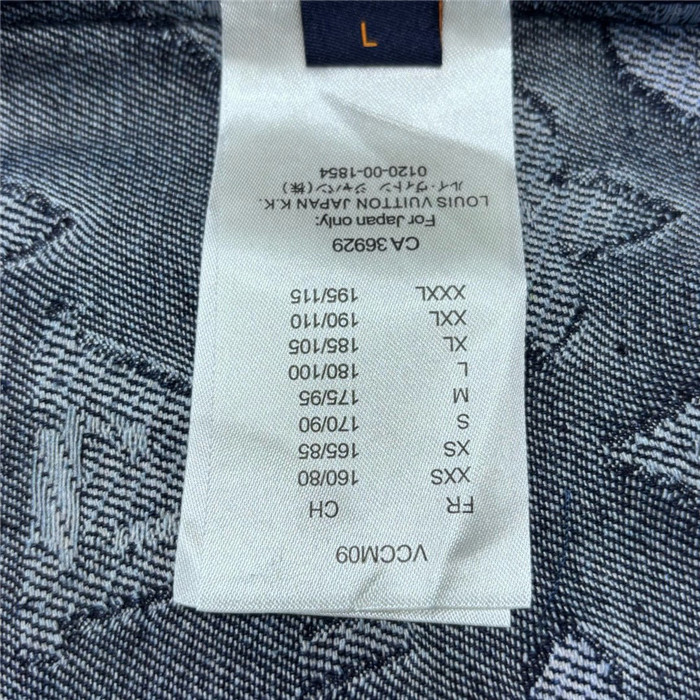 L
VCCM09
FR CH
XXS 160/80
XS 165/85
S 170/90
M 175/95
L 180/100
XL 185/105
XXL 190/110
XXXL 195/115
CA 36929
For Japan only:
LOUIS VUITTON JAPAN K.K.
ルイ・ヴィトン ジャパン(株)
0120-00-1854